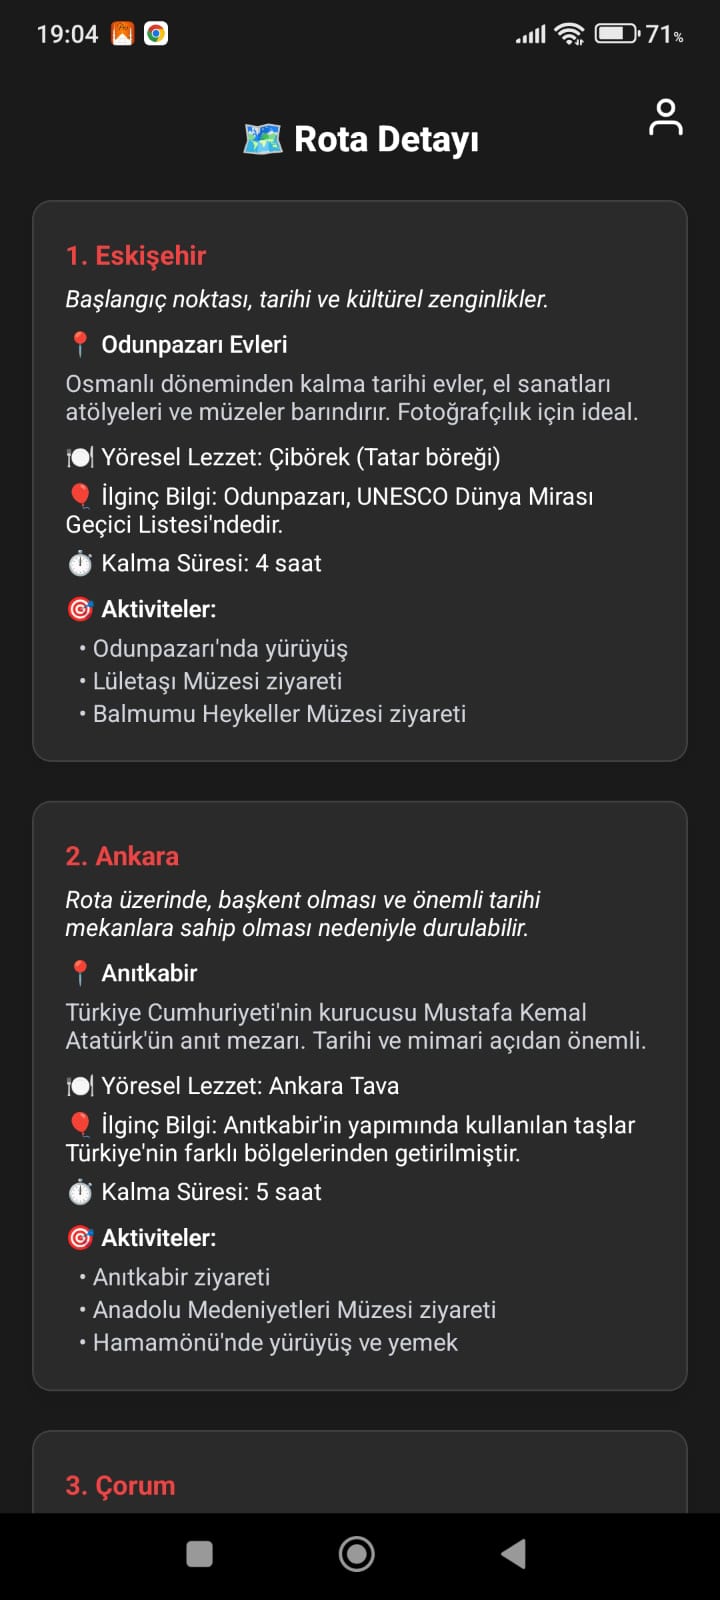 19:04
71%
Rota Detayı
1. Eskişehir
Başlangıç noktası, tarihi ve kültürel zenginlikler.
Odunpazarı Evleri
Osmanlı döneminden kalma tarihi evler, el sanatları
atölyeleri ve müzeler barındırır. Fotoğrafçılık için ideal.
Yöresel Lezzet: Çibörek (Tatar böreği)
İlginç Bilgi: Odunpazarı, UNESCO Dünya Mirası
Geçici Listesi'ndedir.
Kalma Süresi: 4 saat
Aktiviteler:
• Odunpazarı'nda yürüyüş
• Lületaşı Müzesi ziyareti
• Balmumu Heykeller Müzesi ziyareti
2. Ankara
Rota üzerinde, başkent olması ve önemli tarihi
mekanlara sahip olması nedeniyle durulabilir.
Anıtkabir
Türkiye Cumhuriyeti'nin kurucusu Mustafa Kemal
Atatürk'ün anıt mezarı. Tarihi ve mimari açıdan önemli.
Yöresel Lezzet: Ankara Tava
İlginç Bilgi: Anıtkabir'in yapımında kullanılan taşlar
Türkiye'nin farklı bölgelerinden getirilmiştir.
Kalma Süresi: 5 saat
Aktiviteler:
• Anıtkabir ziyareti
• Anadolu Medeniyetleri Müzesi ziyareti
• Hamamönü'nde yürüyüş ve yemek
3. Çorum